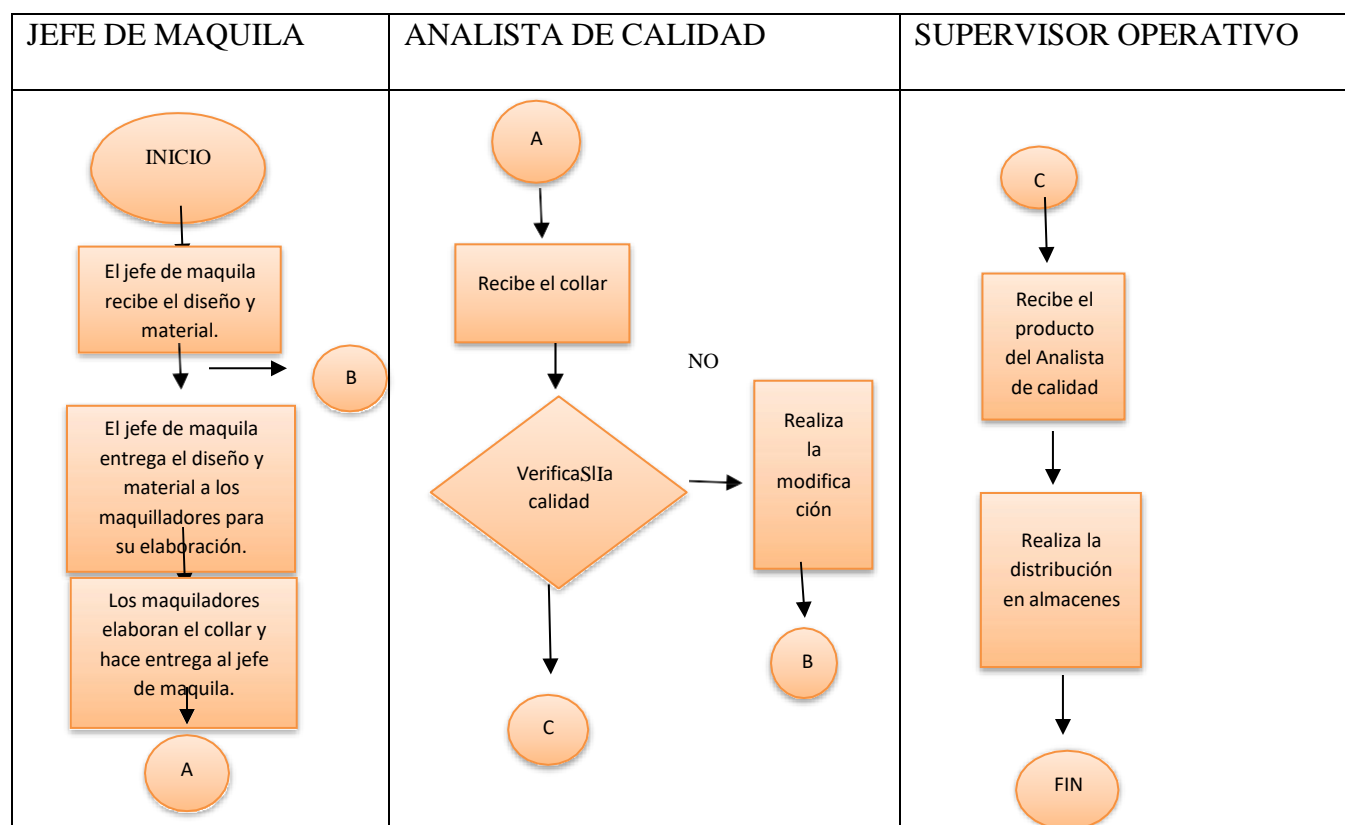 JEFE DE MAQUILA
ANALISTA DE CALIDAD
SUPERVISOR OPERATIVO
INICIO
El jefe de maquila
recibe el diseño y
material.
B
El jefe de maquila
entrega el diseño y
material a los
maquilladores para
su elaboración.
Los maquiladores
elaboran el collar y
hace entrega al jefe
de maquila.
A
A
Recibe el collar
NO
Verifica la
SI
calidad
Realiza
la
modifica
ción
B
C
C
Recibe el
producto
del Analista
de calidad
Realiza la
distribución
en almacenes
FIN